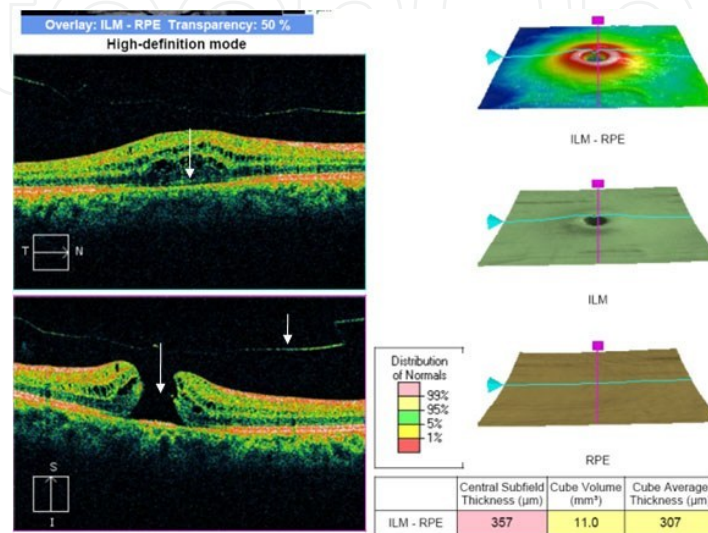 Overlay: ILM - RPE Transparency: 50 %
High-definition mode
T N
S
I
ILM - RPE
ILM
RPE
Distribution
of Normals
99%
95%
5%
1%
Central Subfield Thickness (µm) Cube Volume (mm³) Cube Average Thickness (µm)
ILM - RPE 357 11.0 307